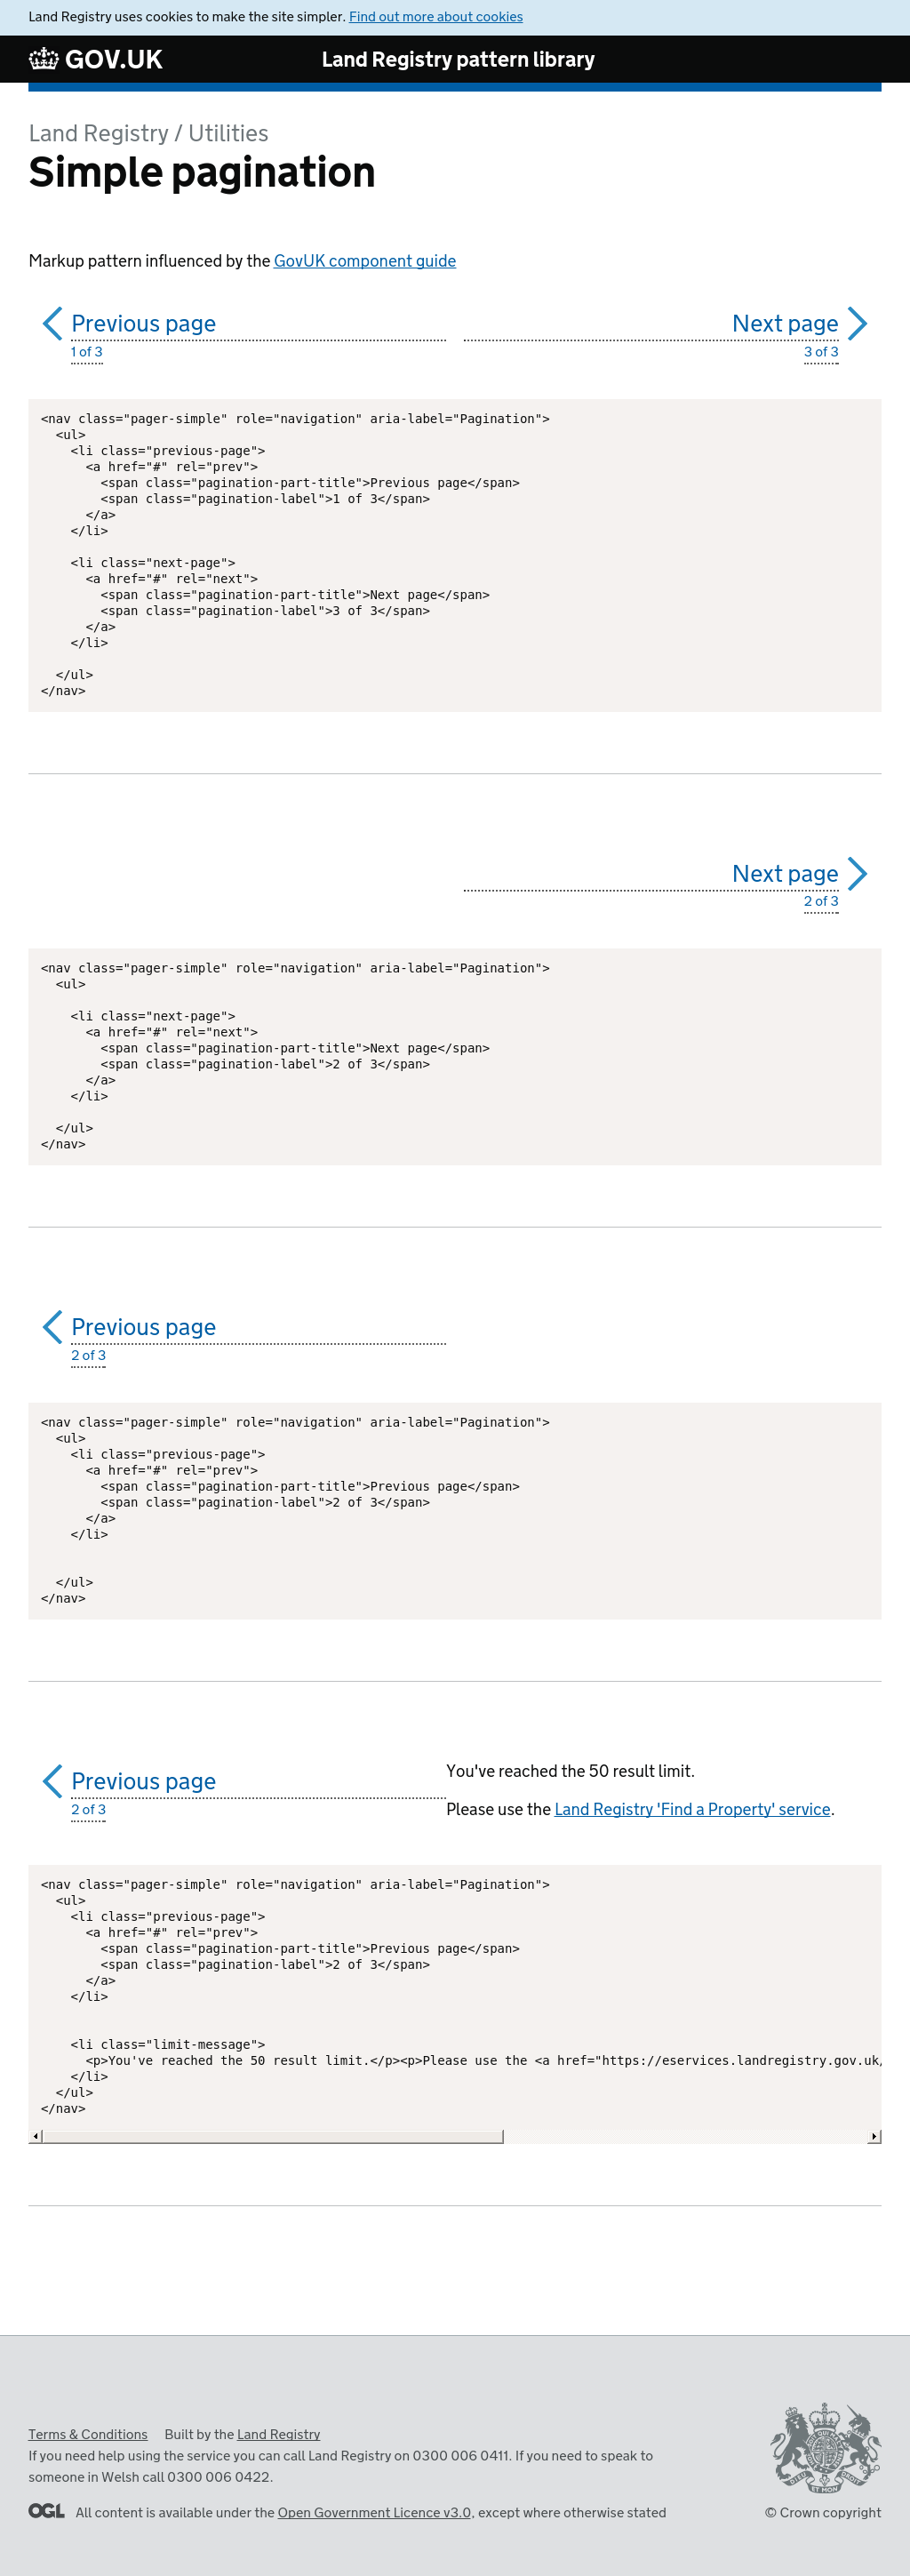 Land Registry uses cookies to make the site simpler. Find out more about cookies
GOV.UK
Land Registry pattern library
Land Registry / Utilities
Simple pagination
Markup pattern influenced by the GovUK component guide
Previous page
1 of 3
Next page
3 of 3
<nav class="pager-simple" role="navigation" aria-label="Pagination">
  <ul>
    <li class="previous-page">
      <a href="#" rel="prev">
        <span class="pagination-part-title">Previous page</span>
        <span class="pagination-label">1 of 3</span>
      </a>
    </li>
    <li class="next-page">
      <a href="#" rel="next">
        <span class="pagination-part-title">Next page</span>
        <span class="pagination-label">3 of 3</span>
      </a>
    </li>
  </ul>
</nav>
Next page
2 of 3
<nav class="pager-simple" role="navigation" aria-label="Pagination">
  <ul>
    <li class="next-page">
      <a href="#" rel="next">
        <span class="pagination-part-title">Next page</span>
        <span class="pagination-label">2 of 3</span>
      </a>
    </li>
  </ul>
</nav>
Previous page
2 of 3
<nav class="pager-simple" role="navigation" aria-label="Pagination">
  <ul>
    <li class="previous-page">
      <a href="#" rel="prev">
        <span class="pagination-part-title">Previous page</span>
        <span class="pagination-label">2 of 3</span>
      </a>
    </li>
  </ul>
</nav>
Previous page
2 of 3
You've reached the 50 result limit.
Please use the Land Registry 'Find a Property' service.
<nav class="pager-simple" role="navigation" aria-label="Pagination">
  <ul>
    <li class="previous-page">
      <a href="#" rel="prev">
        <span class="pagination-part-title">Previous page</span>
        <span class="pagination-label">2 of 3</span>
      </a>
    </li>
    <li class="limit-message">
      <p>You've reached the 50 result limit.</p><p>Please use the <a href="https://eservices.landregistry.gov.uk/
    </li>
  </ul>
</nav>
Terms & Conditions Built by the Land Registry
If you need help using the service you can call Land Registry on 0300 006 0411. If you need to speak to
someone in Welsh call 0300 006 0422.
OGL All content is available under the Open Government Licence v3.0, except where otherwise stated
© Crown copyright